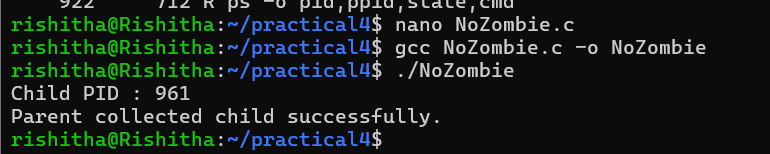 922 712 R ps -o pid,ppid,state,cmd
rishitha@Rishitha:~/practical4$ nano NoZombie.c
rishitha@Rishitha:~/practical4$ gcc NoZombie.c -o NoZombie
rishitha@Rishitha:~/practical4$ ./NoZombie
Child PID : 961
Parent collected child successfully.
rishitha@Rishitha:~/practical4$